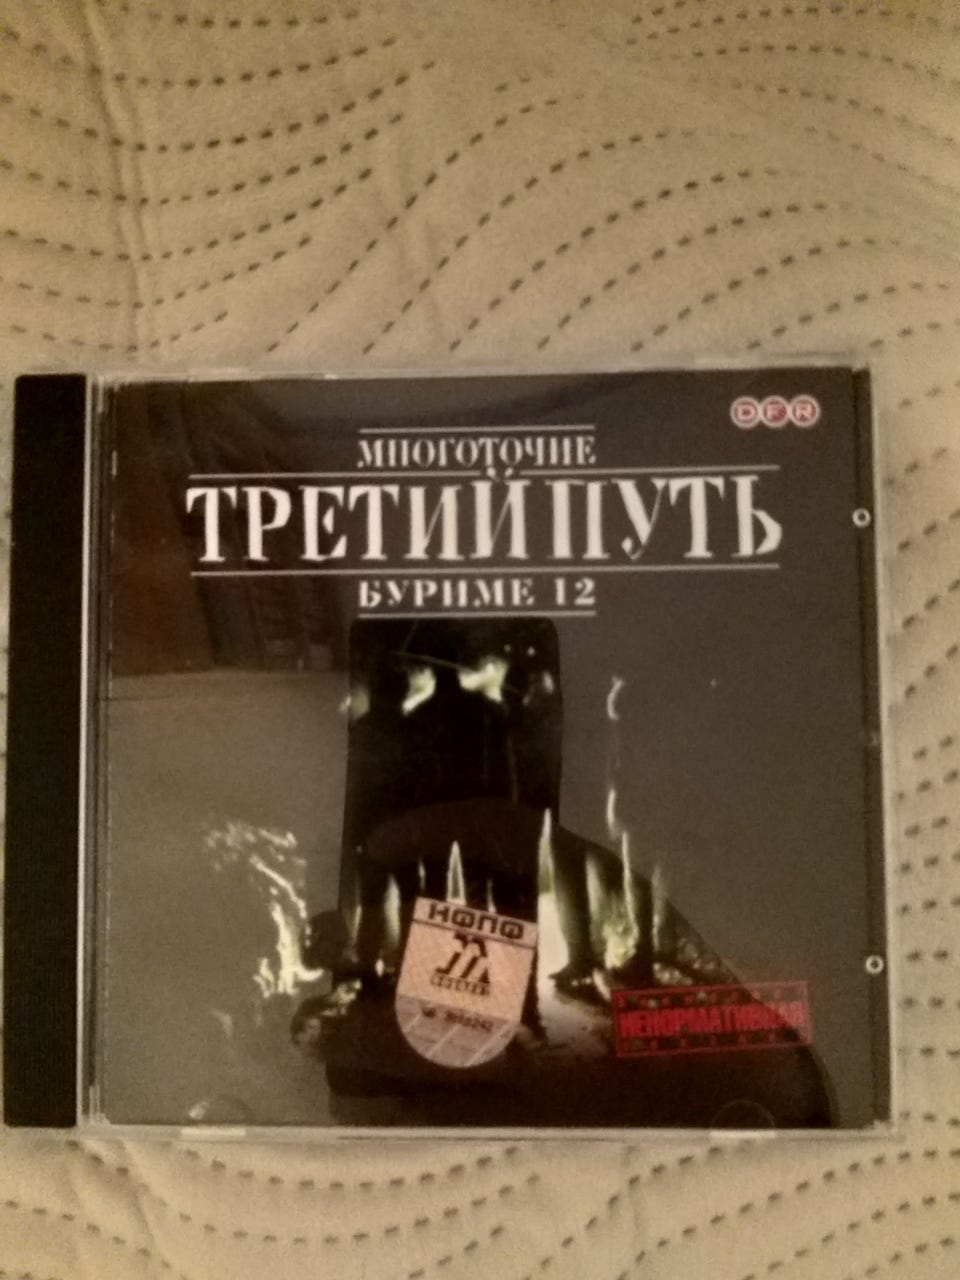 DFR
МНОГОТОЧИЕ
ТРЕТИЙ ПУТЬ
БУРИМЕ 12
НФПФ
НЕНОРМАТИВНАЯ